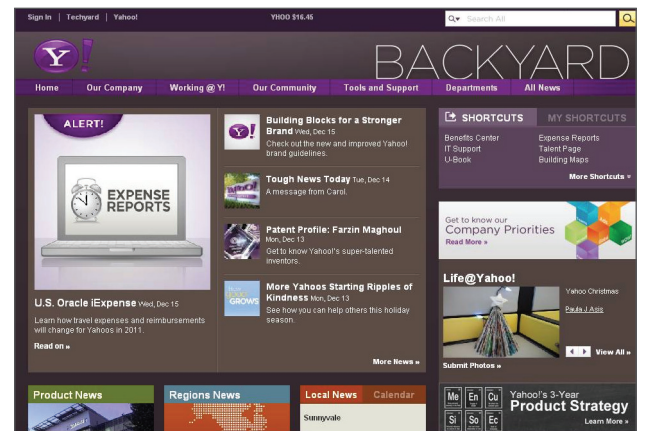 Sign In | Techyard | Yahoo!
YHOO $16.45
Search All
Y!
BACKYARD
Home
Our Company
Working @ Y!
Our Community
Tools and Support
Departments
All News
ALERT!
EXPENSE
REPORTS
U.S. Oracle iExpense Wed, Dec 15
Learn how travel expenses and reimbursements
will change for Yahoos in 2011.
Read on »
Y!
Building Blocks for a Stronger
Brand Wed, Dec 15
Check out the new and improved Yahoo!
brand guidelines.
Tough News Today Tue, Dec 14
A message from Carol.
Patent Profile: Farzin Maghoul
Mon, Dec 13
Get to know Yahoo!'s super-talented
inventors.
GROWS
More Yahoos Starting Ripples of
Kindness Mon, Dec 13
See how you can help others this holiday
season.
More News »
SHORTCUTS
MY SHORTCUTS
Benefits Center
IT Support
U-Book
Expense Reports
Talent Page
Building Maps
More Shortcuts »
Get to know our
Company Priorities
Read More »
Life@Yahoo!
Yahoo Christmas
Paula J Asis
View All »
Submit Photos »
Product News
Regions News
Local News
Calendar
Sunnyvale
Me En Cu
Si So Ec
Yahoo!'s 3-Year
Product Strategy
Learn More »